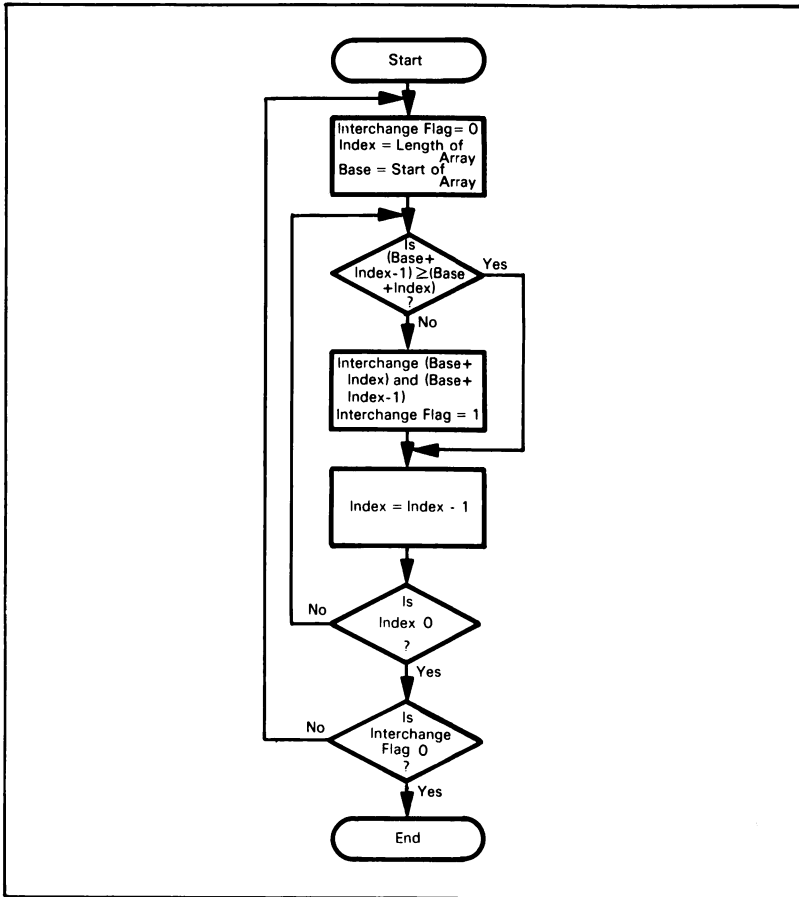 Start
Interchange Flag = 0
Index = Length of
Array
Base = Start of
Array
Is
(Base+
Index-1) ≥(Base
+Index)
?
Yes
No
Interchange (Base+
Index) and (Base+
Index-1)
Interchange Flag = 1
Index = Index - 1
Is
Index 0
?
No
Yes
Is
Interchange
Flag 0
?
No
Yes
End